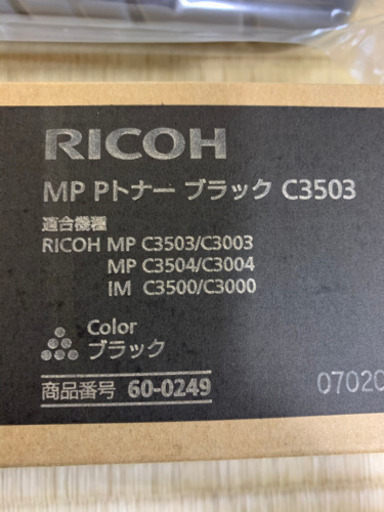 RICOH
MP Pトナー ブラック C3503
適合機種
RICOH MP C3503/C3003
MP C3504/C3004
IM C3500/C3000
Color
ブラック
商品番号 60-0249
0702C